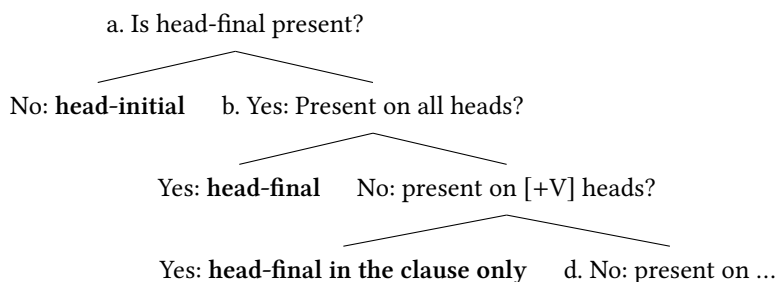 a. Is head-final present?
No: head-initial b. Yes: Present on all heads?
Yes: head-final No: present on [+V] heads?
Yes: head-final in the clause only d. No: present on …